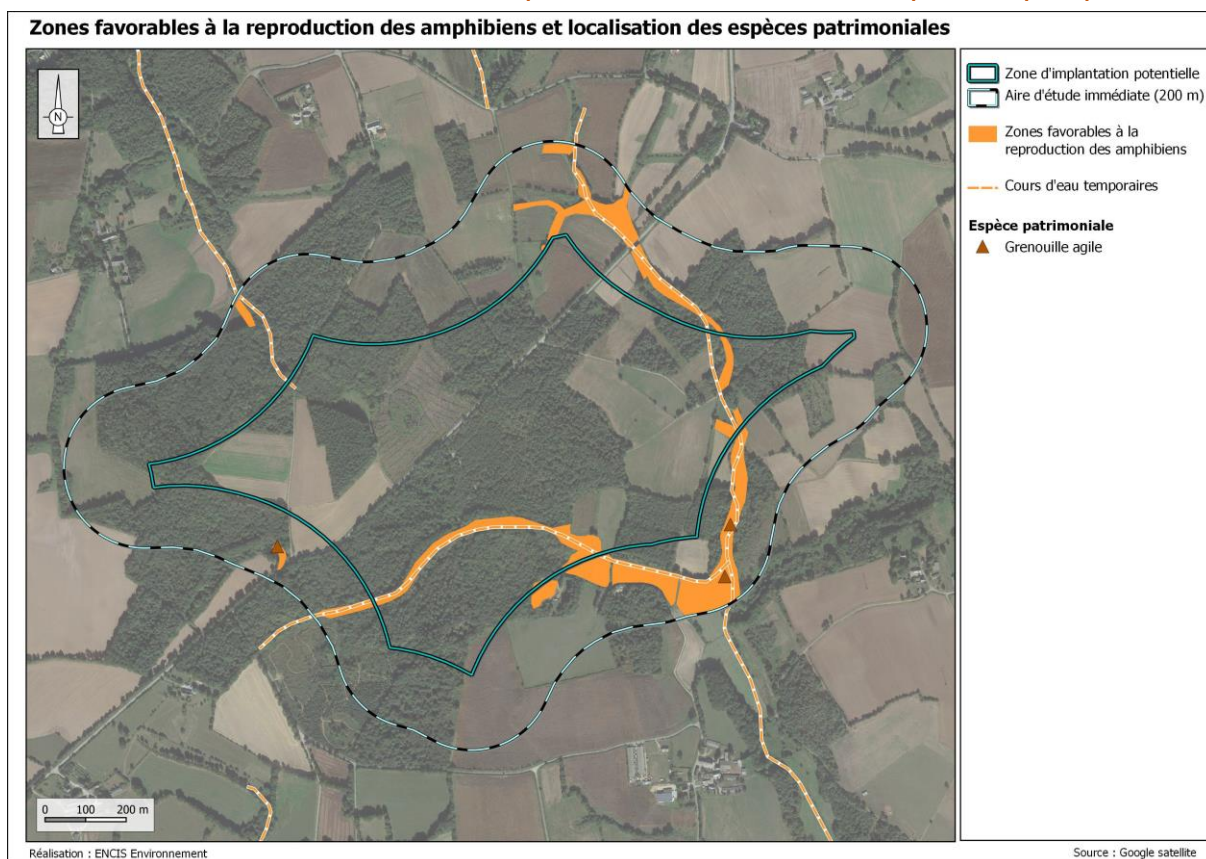 Zones favorables à la reproduction des amphibiens et localisation des espèces patrimoniales
N
Zone d'implantation potentielle
Aire d'étude immédiate (200 m)
Zones favorables à la
reproduction des amphibiens
Cours d'eau temporaires
Espèce patrimoniale
Grenouille agile
0 100 200 m
Réalisation : ENCIS Environnement
Source : Google satellite